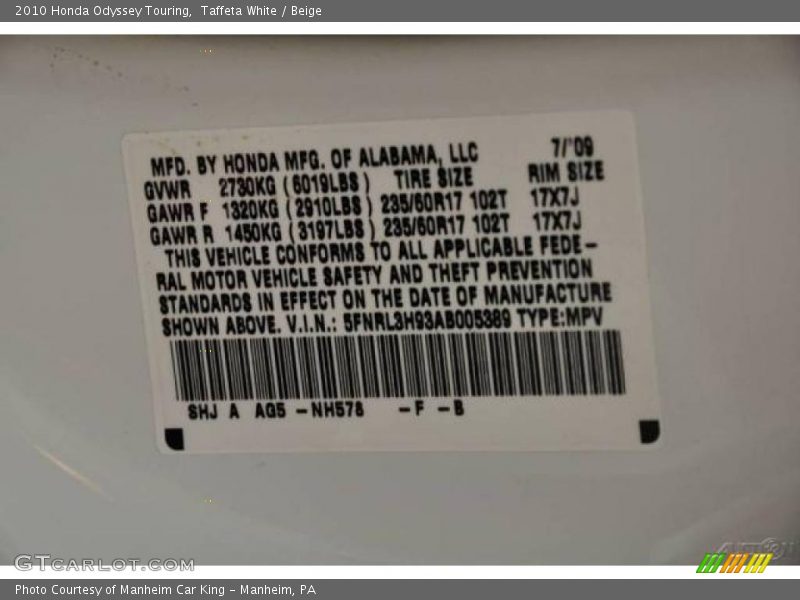 2010 Honda Odyssey Touring,  Taffeta White / Beige
MFD. BY HONDA MFG. OF ALABAMA, LLC 7/'09
GVWR 2730KG (6019LBS) TIRE SIZE RIM SIZE
GAWR F 1320KG (2910LBS) 235/60R17 102T 17X7J
GAWR R 1450KG (3197LBS) 235/60R17 102T 17X7J
THIS VEHICLE CONFORMS TO ALL APPLICABLE FEDE-
RAL MOTOR VEHICLE SAFETY AND THEFT PREVENTION
STANDARDS IN EFFECT ON THE DATE OF MANUFACTURE
SHOWN ABOVE. V.I.N.: 5FNRL3H93AB005389 TYPE:MPV
SHJ A AG5 -NH578 -F -B
GTCARLOT.COM
Photo Courtesy of Manheim Car King - Manheim, PA